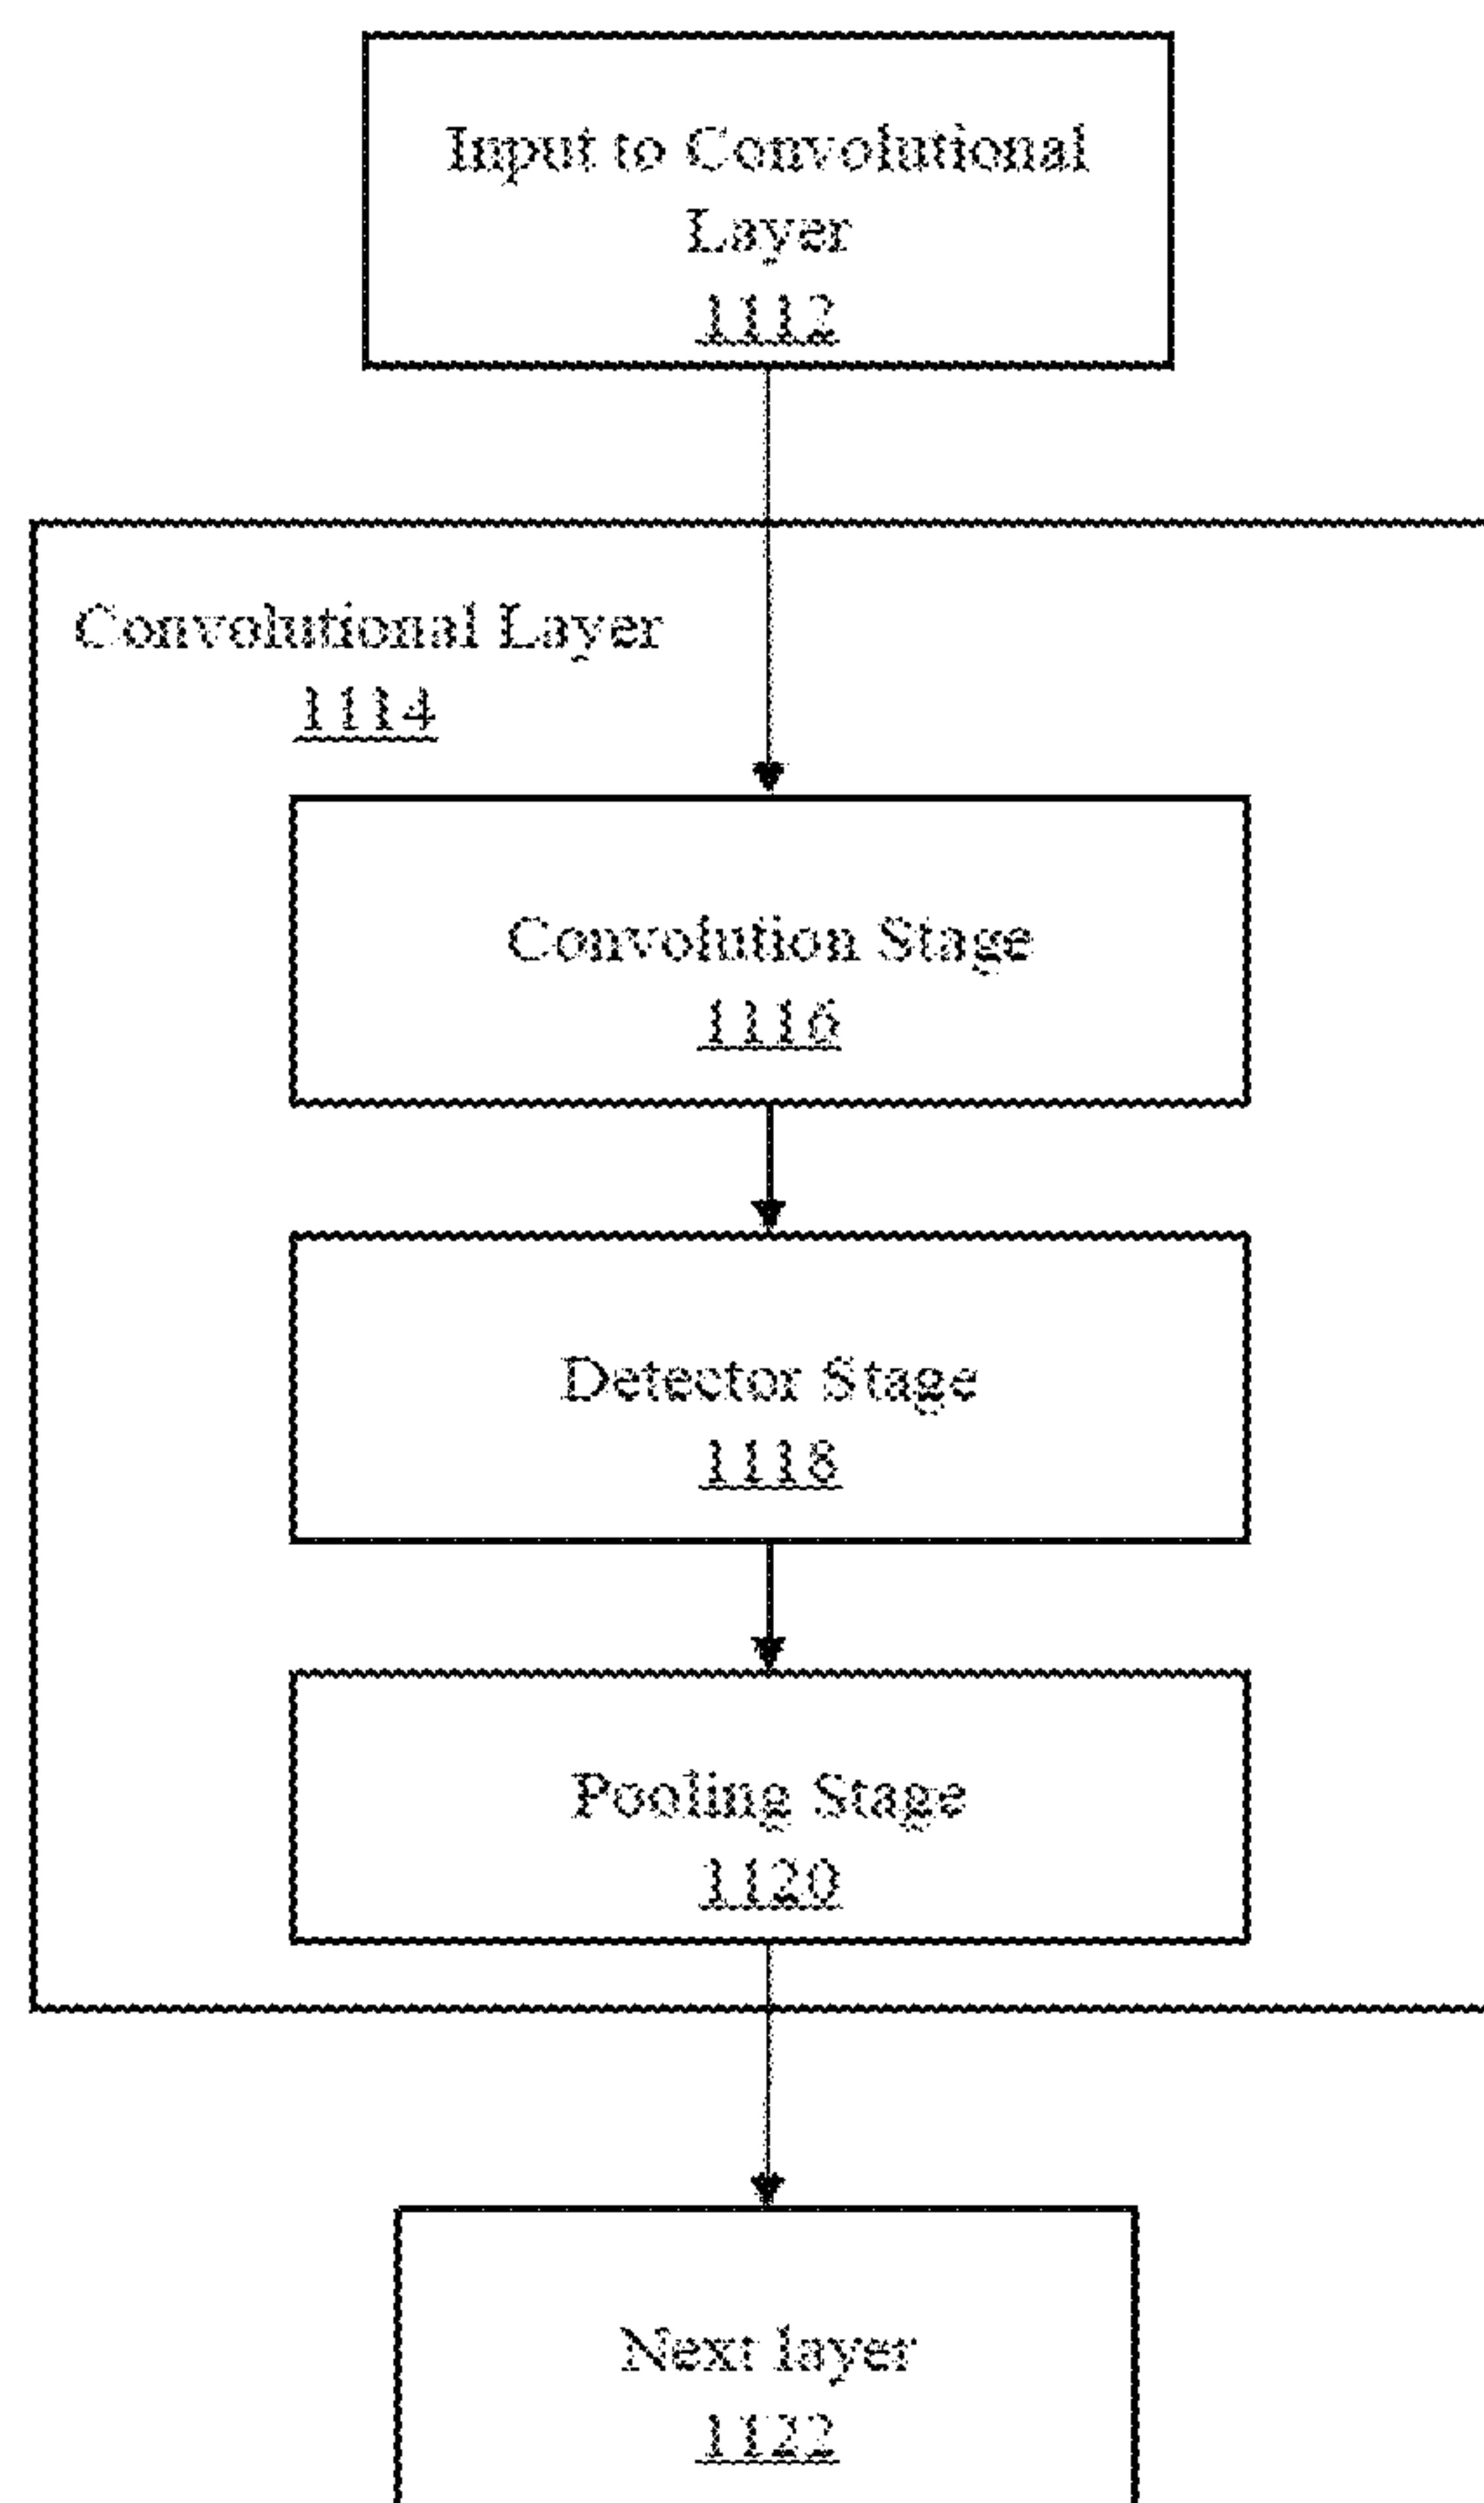 Input to Convolutional
Layer
1112
Convolutional Layer
1114
Convolution Stage
1116
Detector Stage
1118
Pooling Stage
1120
Next layer
1122